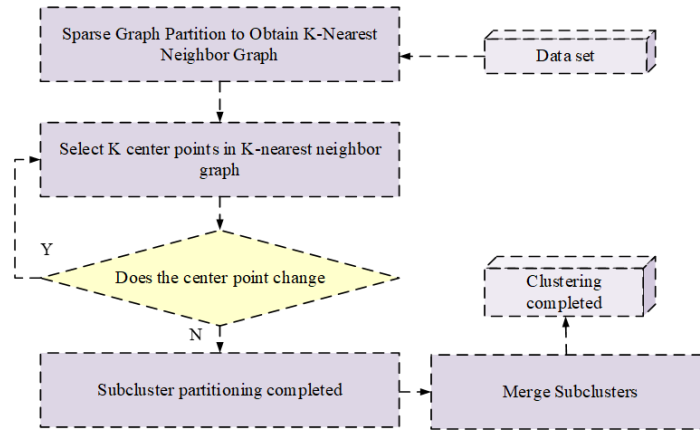 Sparse Graph Partition to Obtain K-Nearest
Neighbor Graph
Data set
Select K center points in K-nearest neighbor
graph
Y
Does the center point change
Clustering
completed
N
Subcluster partitioning completed
Merge Subclusters